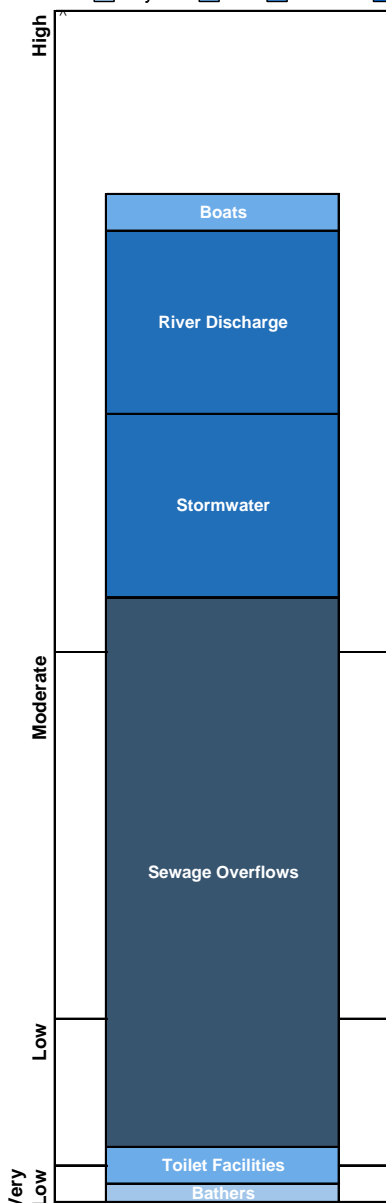 High
Boats
River Discharge
Stormwater
Moderate
Sewage Overflows
Low
Toilet Facilities
Very
Low
Bathers